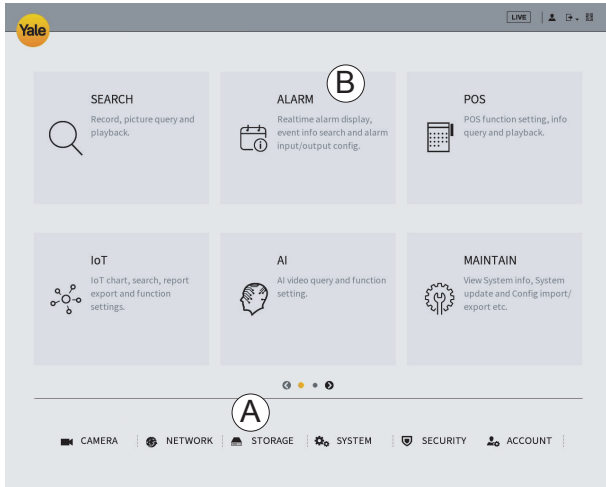 LIVE
Yale
B
SEARCH
Record, picture query and
playback.
ALARM
Realtime alarm display,
event info search and alarm
input/output config.
POS
POS function setting, info
query and playback.
IoT
IoT chart, search, report
export and function
settings.
AI
AI video query and function
setting.
MAINTAIN
View System info, System
update and Config import/
export etc.
A
CAMERA
NETWORK
STORAGE
SYSTEM
SECURITY
ACCOUNT